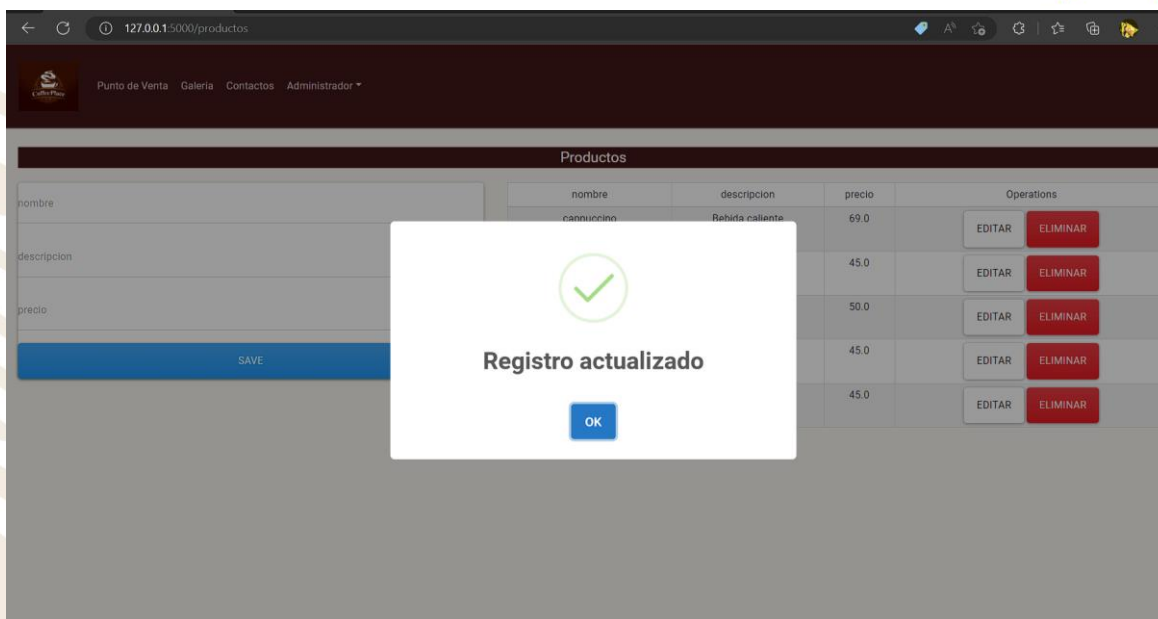 127.0.0.1:5000/productos
Coffee Place
Punto de Venta Galeria Contactos Administrador
Productos
nombre
descripcion
precio
SAVE
nombre descripcion precio Operations
cappuccino Bebida caliente 69.0 EDITAR ELIMINAR
45.0 EDITAR ELIMINAR
50.0 EDITAR ELIMINAR
45.0 EDITAR ELIMINAR
45.0 EDITAR ELIMINAR
Registro actualizado
OK